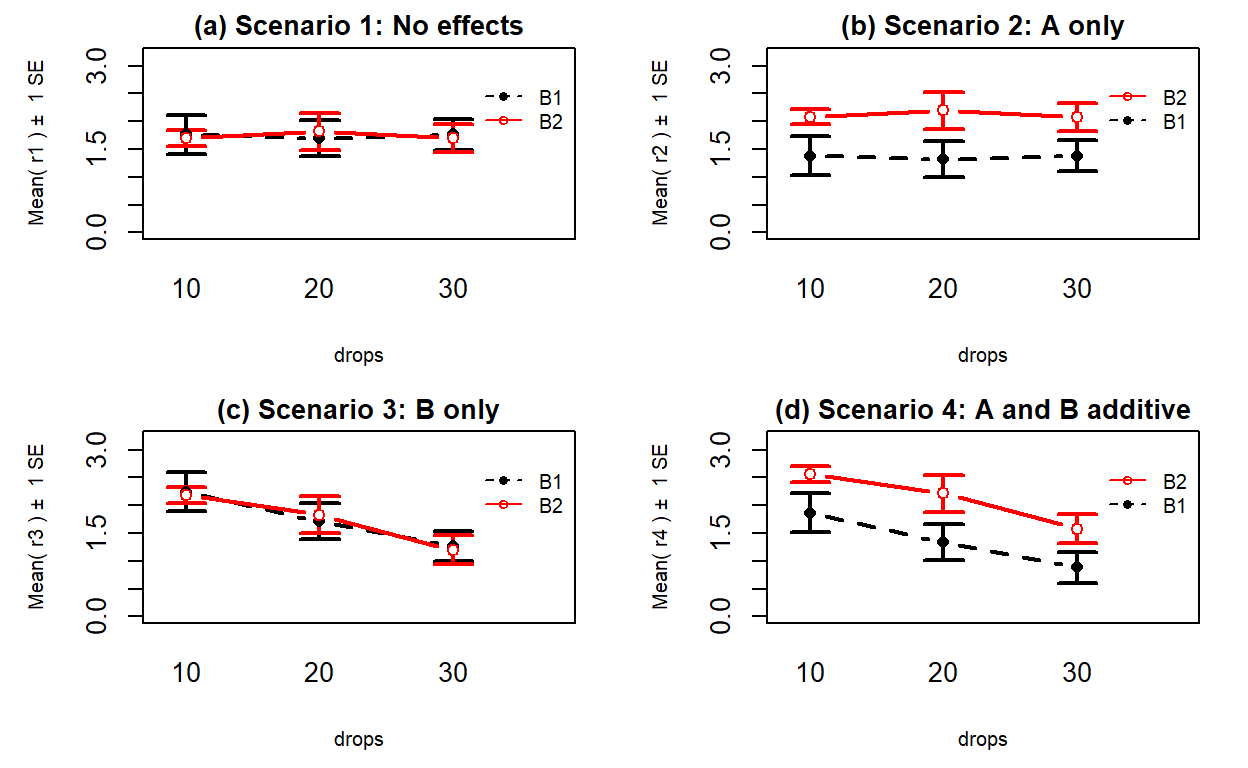 (a) Scenario 1: No effects
Mean( r1 ) ± 1 SE
3.0
1.5
0.0
B1
B2
10 20 30
drops
(b) Scenario 2: A only
Mean( r2 ) ± 1 SE
3.0
1.5
0.0
B2
B1
10 20 30
drops
(c) Scenario 3: B only
Mean( r3 ) ± 1 SE
3.0
1.5
0.0
B1
B2
10 20 30
drops
(d) Scenario 4: A and B additive
Mean( r4 ) ± 1 SE
3.0
1.5
0.0
B2
B1
10 20 30
drops